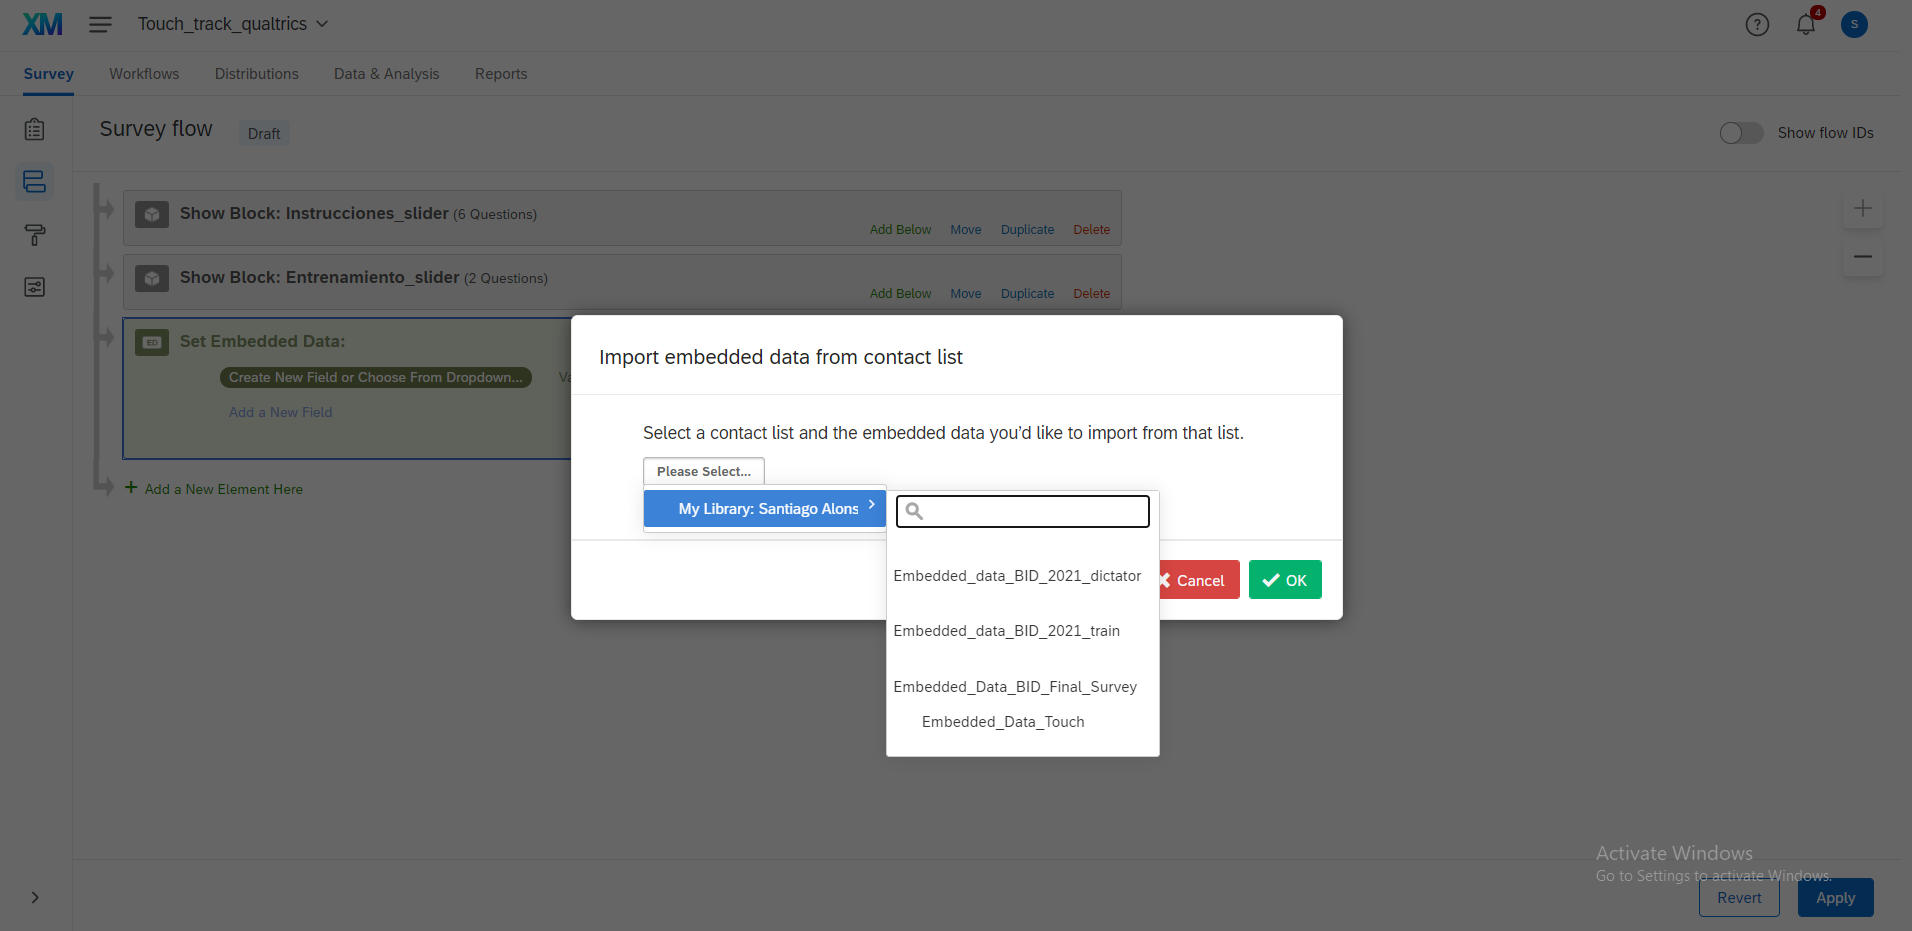 XM Touch_track_qualtrics ? 4 S
Survey Workflows Distributions Data & Analysis Reports
Survey flow Draft Show flow IDs
Show Block: Instrucciones_slider (6 Questions)
Add Below Move Duplicate Delete
Show Block: Entrenamiento_slider (2 Questions)
Add Below Move Duplicate Delete
ED Set Embedded Data:
Create New Field or Choose From Dropdown... Va
Add a New Field
+ Add a New Element Here
Import embedded data from contact list
Select a contact list and the embedded data you’d like to import from that list.
Please Select...
My Library: Santiago Alons
Embedded_data_BID_2021_dictator
Embedded_data_BID_2021_train
Embedded_Data_BID_Final_Survey
Embedded_Data_Touch
Cancel OK
Activate Windows
Go to Settings to activate Windows.
Revert Apply